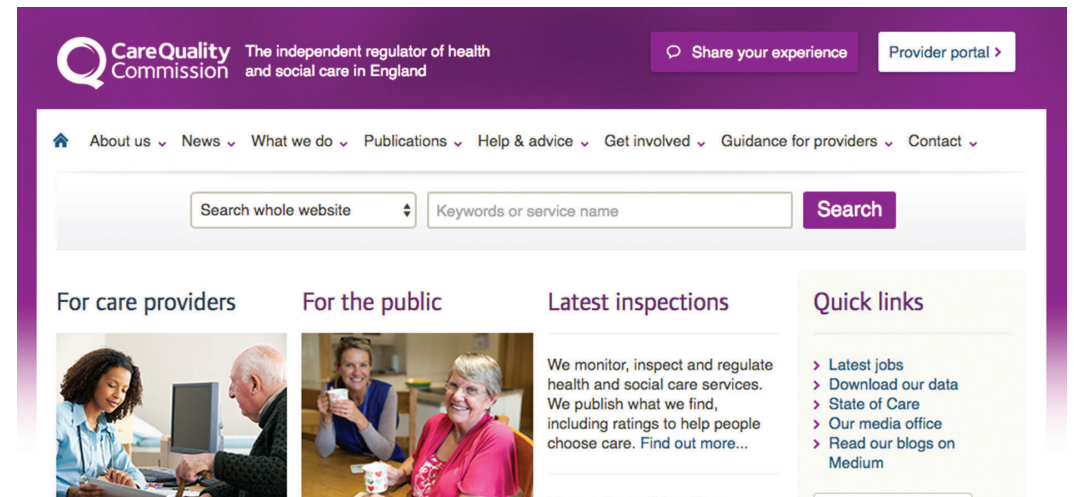 CareQuality
Commission
The independent regulator of health
and social care in England
Share your experience
Provider portal
About us
News
What we do
Publications
Help & advice
Get involved
Guidance for providers
Contact
Search whole website
Keywords or service name
Search
For care providers
For the public
Latest inspections
We monitor, inspect and regulate
health and social care services.
We publish what we find,
including ratings to help people
choose care. Find out more...
Quick links
Latest jobs
Download our data
State of Care
Our media office
Read our blogs on
Medium